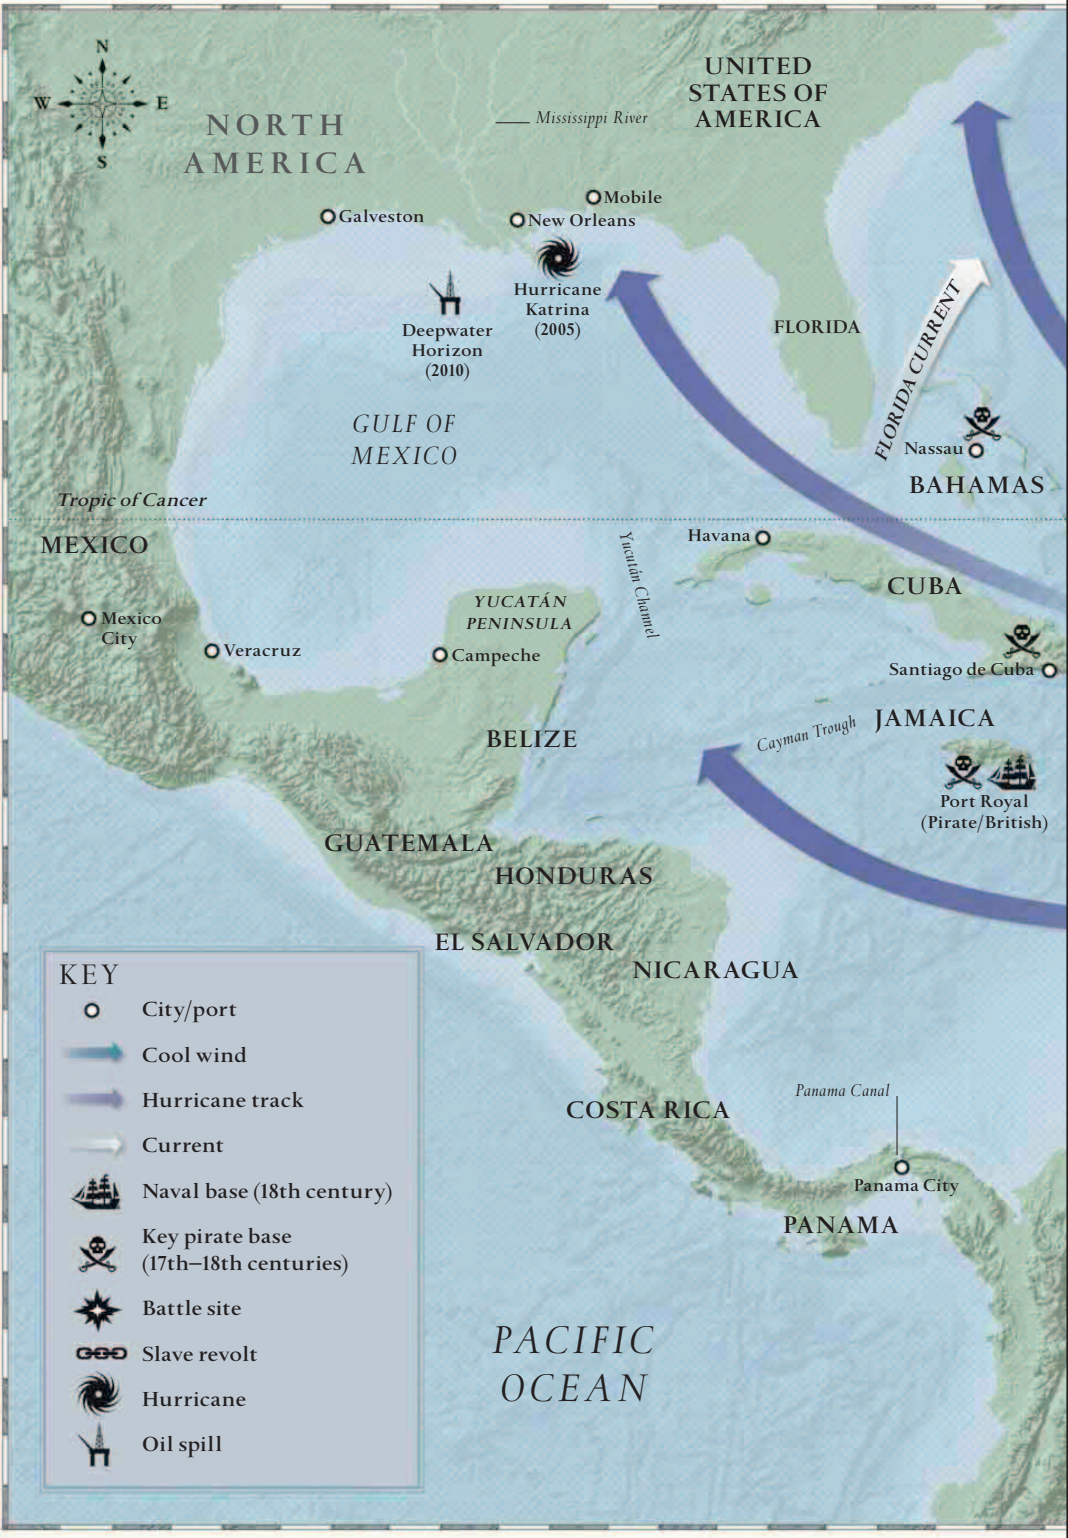 N
W
E
S
NORTH
AMERICA
UNITED
STATES OF
AMERICA
Mississippi River
Mobile
Galveston
New Orleans
Hurricane
Katrina
(2005)
Deepwater
Horizon
(2010)
FLORIDA
FLORIDA CURRENT
GULF OF
MEXICO
Nassau
BAHAMAS
Tropic of Cancer
MEXICO
Havana
Yucután Channel
CUBA
YUCATÁN
PENINSULA
Mexico
City
Veracruz
Campeche
Santiago de Cuba
JAMAICA
Cayman Trough
BELIZE
Port Royal
(Pirate/British)
GUATEMALA
HONDURAS
EL SALVADOR
NICARAGUA
COSTA RICA
Panama Canal
Panama City
PANAMA
PACIFIC
OCEAN
KEY
City/port
Cool wind
Hurricane track
Current
Naval base (18th century)
Key pirate base
(17th–18th centuries)
Battle site
Slave revolt
Hurricane
Oil spill